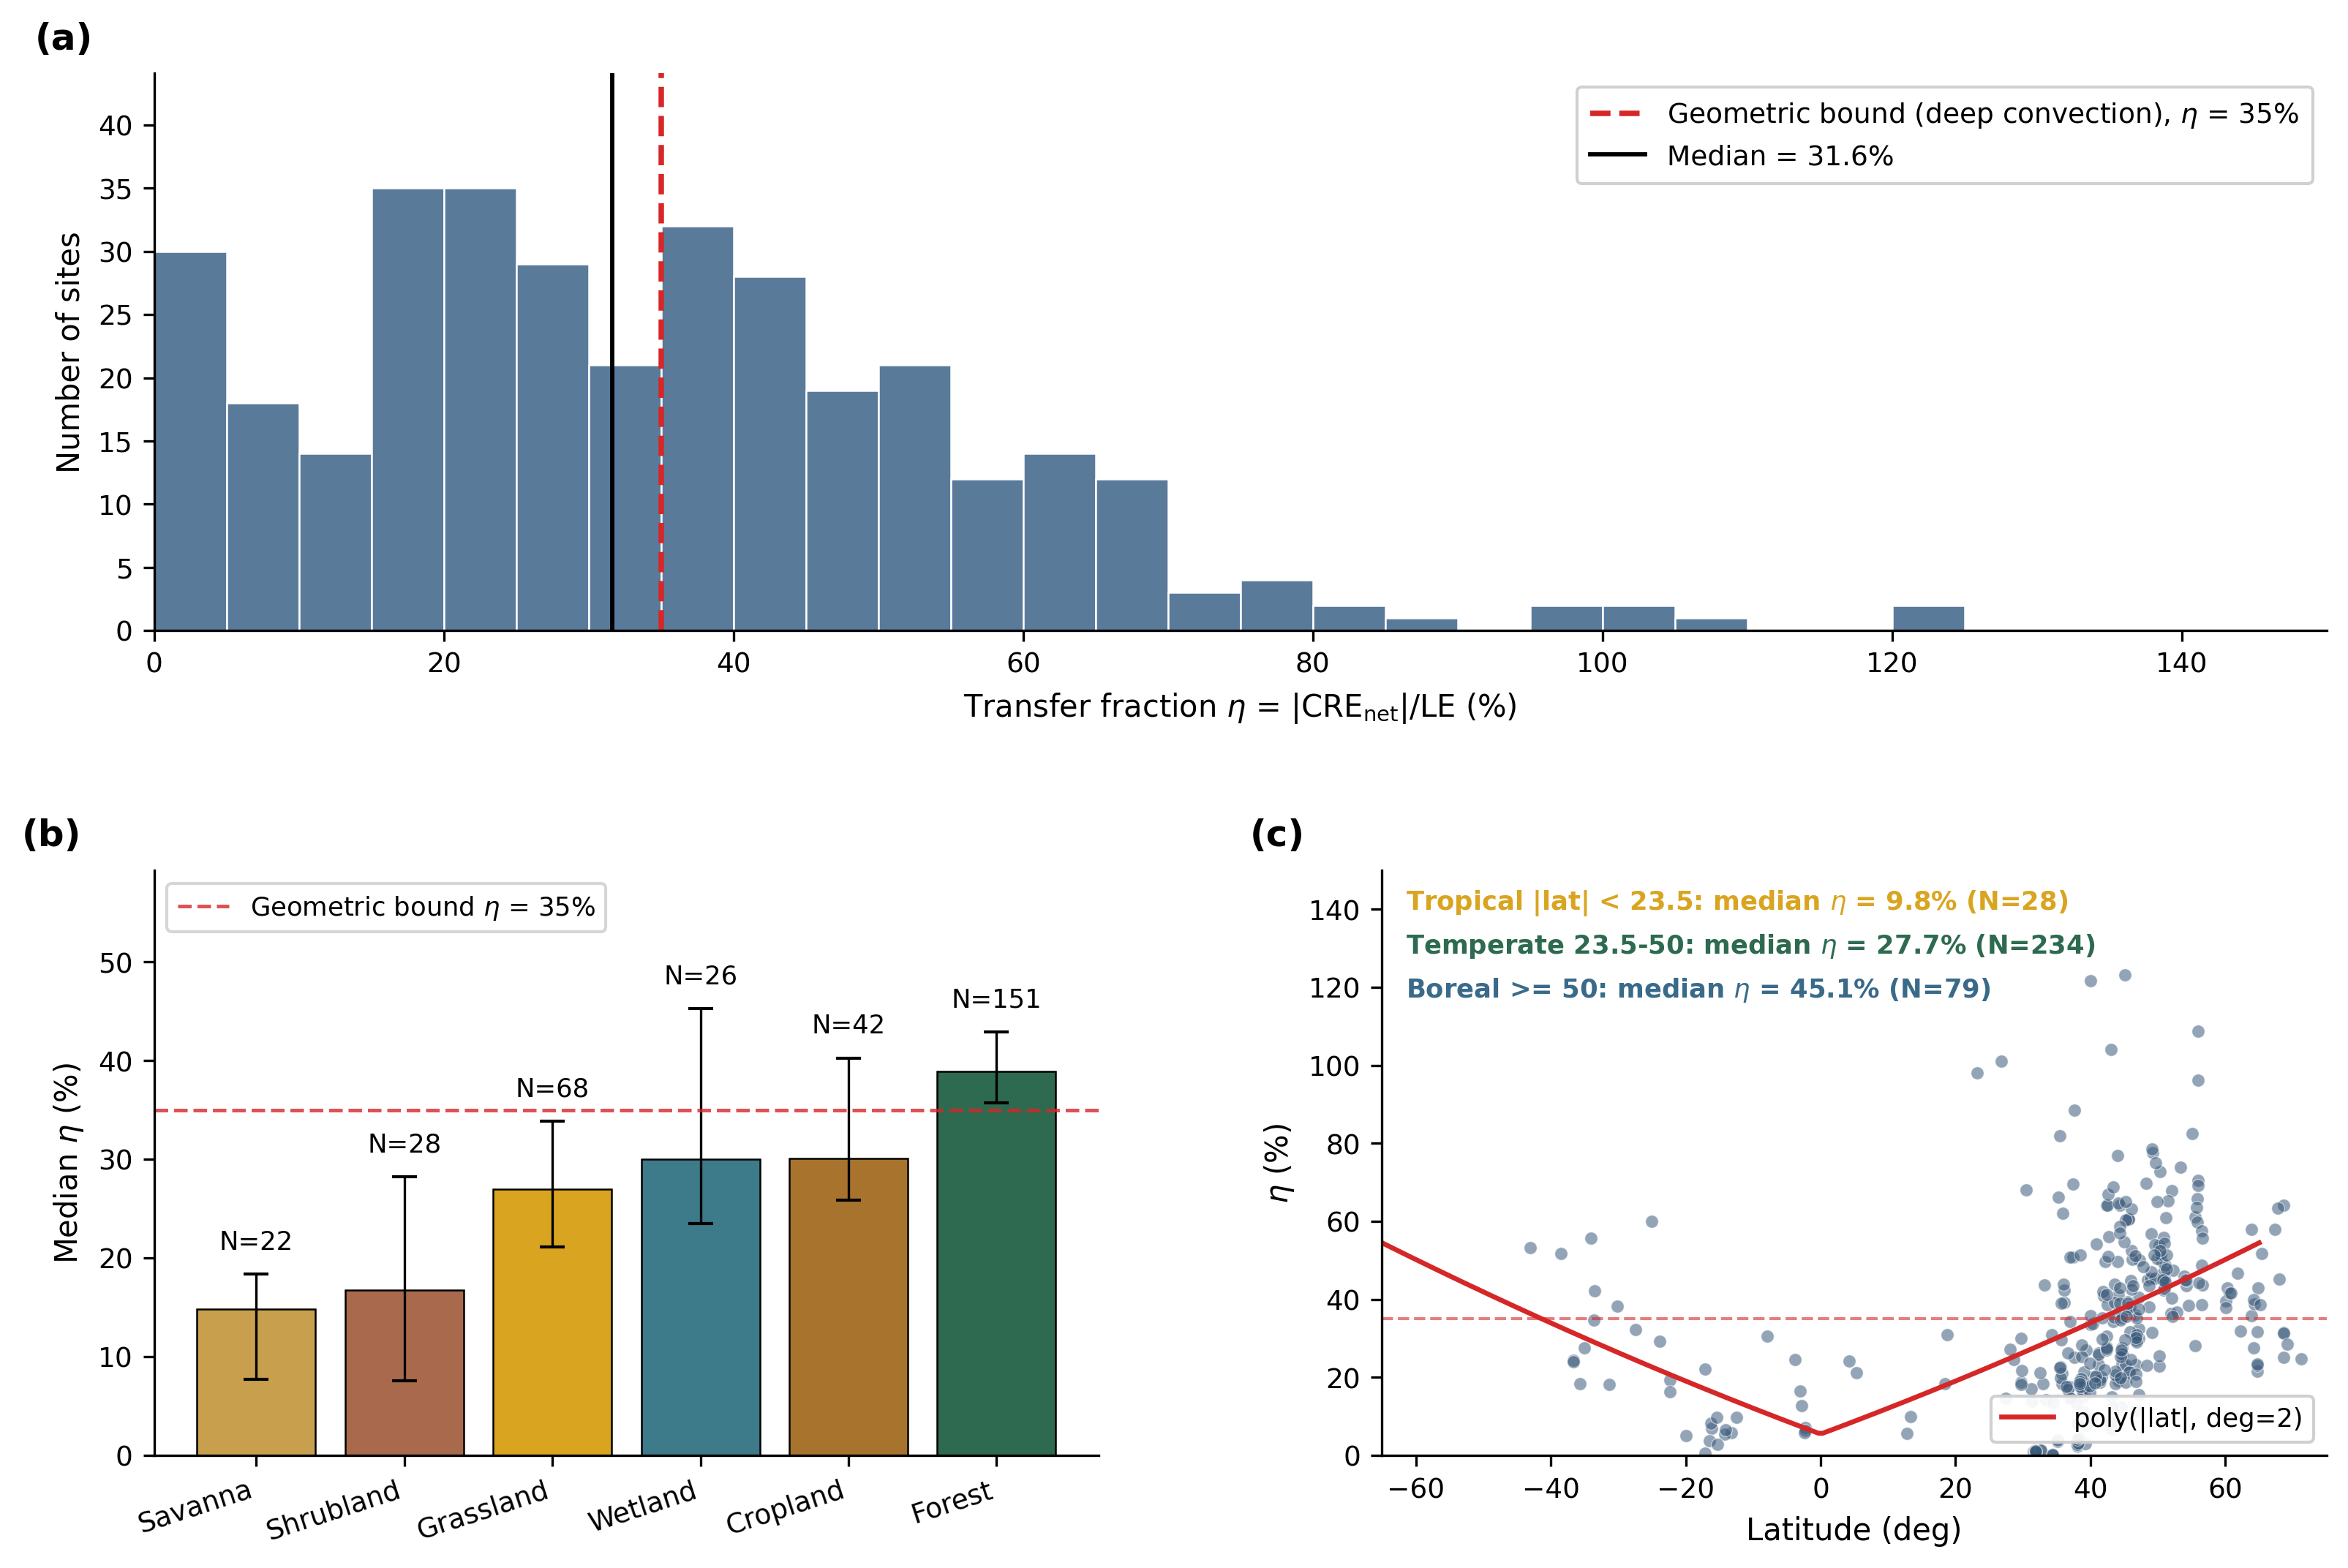 (a)
Geometric bound (deep convection), η = 35%
Median = 31.6%
Number of sites
40
35
30
25
20
15
10
5
0
0 20 40 60 80 100 120 140
Transfer fraction η = |CRE_net|/LE (%)
(b)
Geometric bound η = 35%
Median η (%)
50
40
30
20
10
0
N=22
N=28
N=68
N=26
N=42
N=151
Savanna
Shrubland
Grassland
Wetland
Cropland
Forest
(c)
Tropical |lat| < 23.5: median η = 9.8% (N=28)
Temperate 23.5-50: median η = 27.7% (N=234)
Boreal >= 50: median η = 45.1% (N=79)
η (%)
140
120
100
80
60
40
20
0
poly(|lat|, deg=2)
−60 −40 −20 0 20 40 60
Latitude (deg)